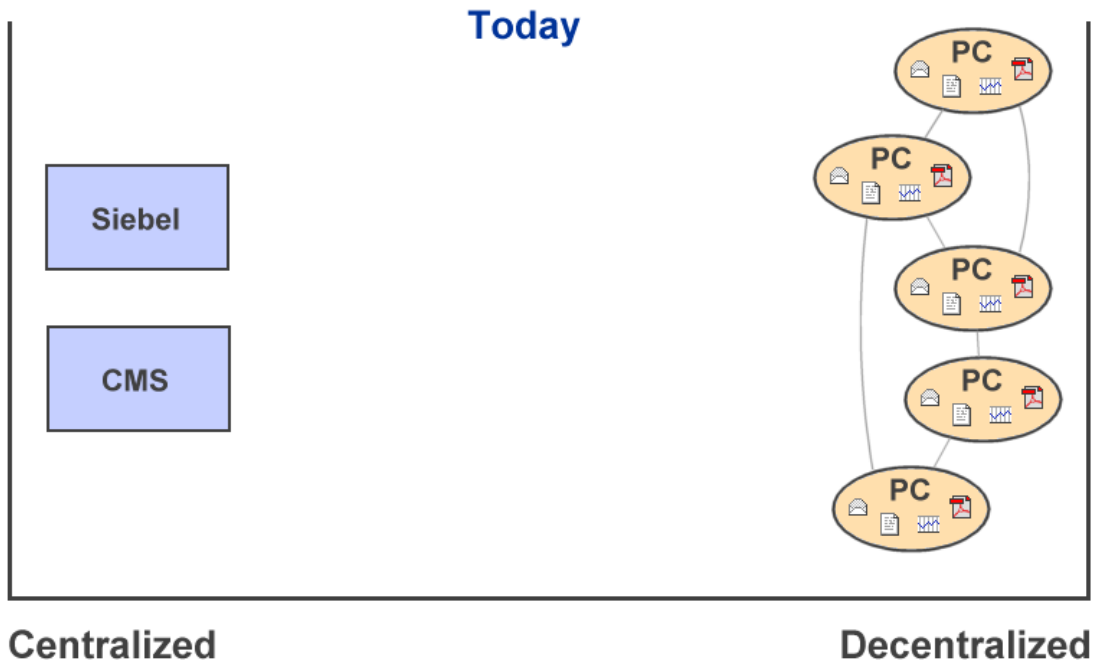 Today
PC
PC
Siebel
PC
CMS
PC
PC
Centralized
Decentralized